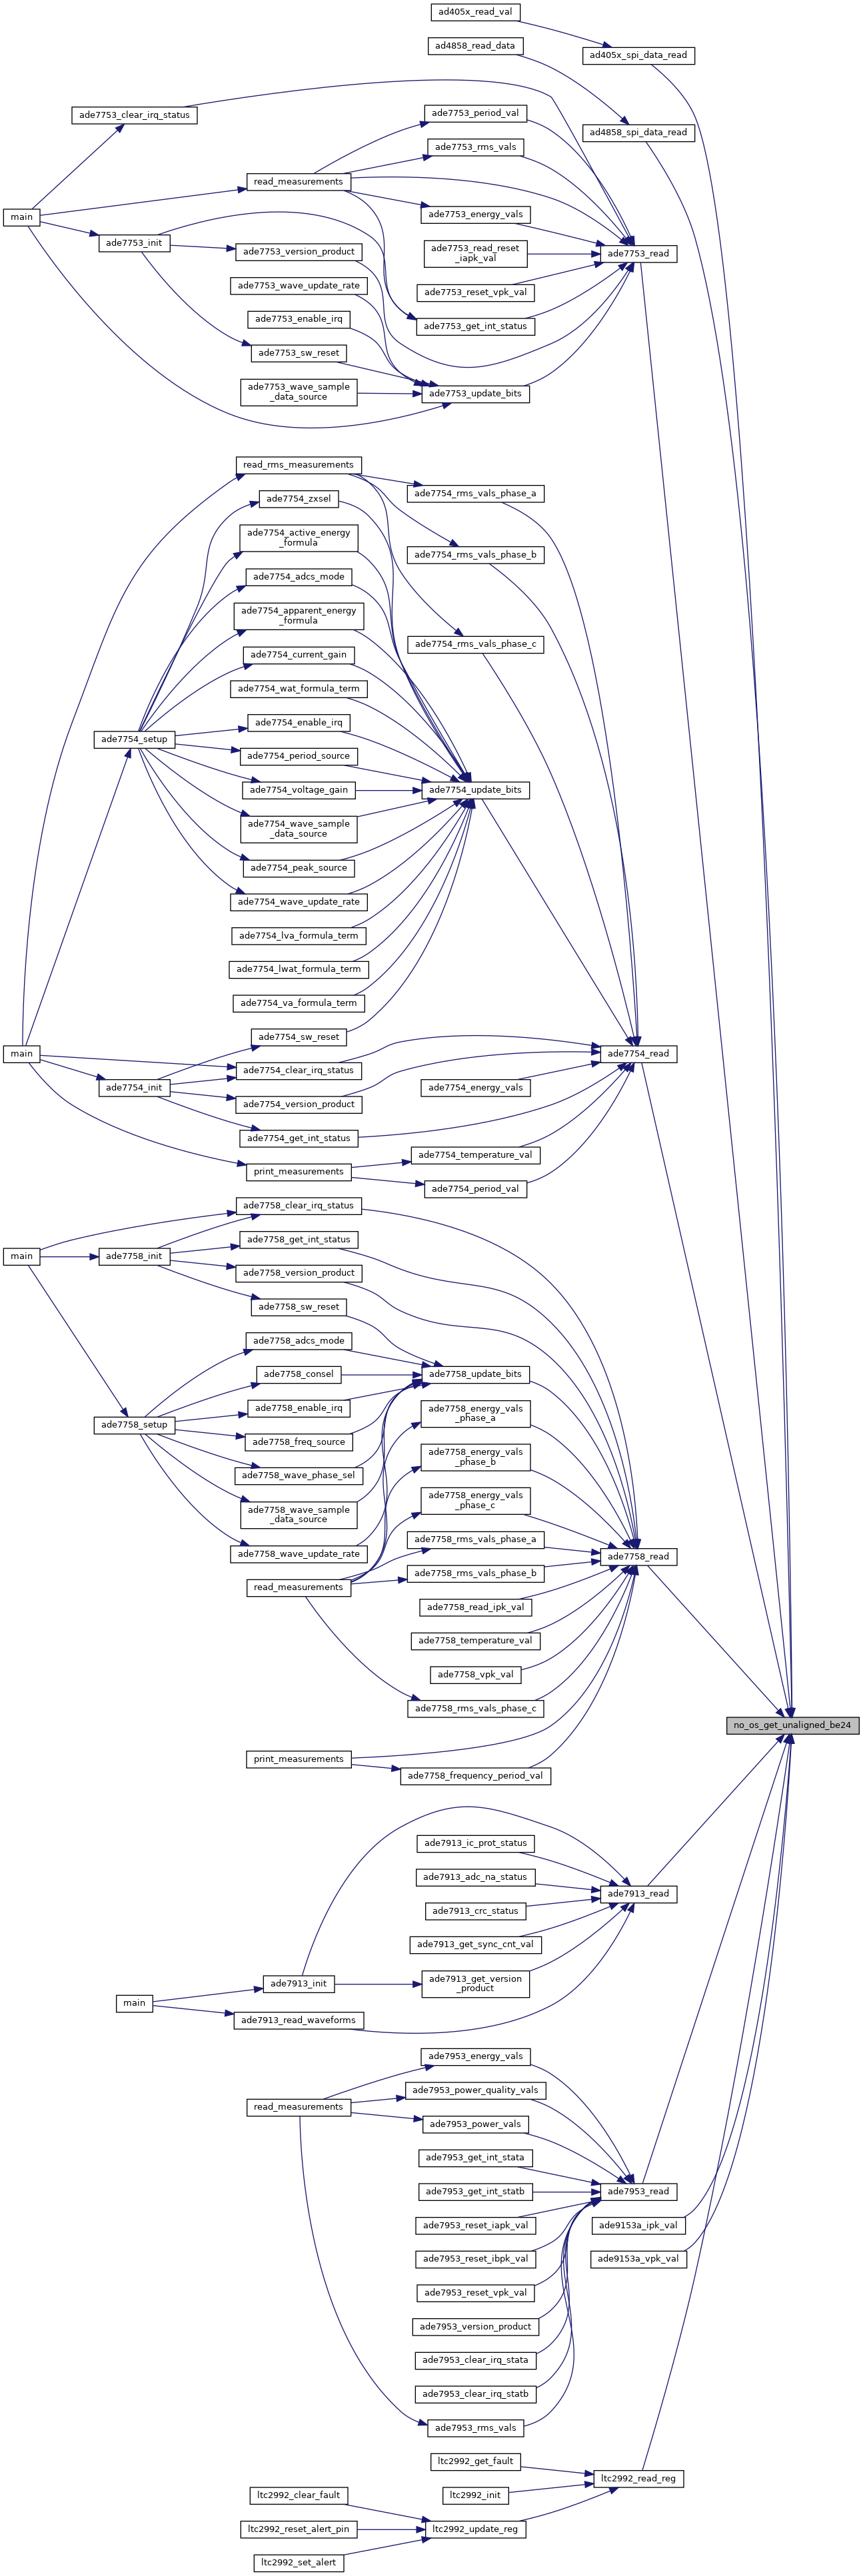 ad405x_read_val
ad4858_read_data
ad405x_spi_data_read
ade7753_clear_irq_status
ade7753_period_val
ad4858_spi_data_read
ade7753_rms_vals
read_measurements
main
ade7753_energy_vals
ade7753_init
ade7753_version_product
ade7753_read_reset
_iapk_val
ade7753_read
ade7753_wave_update_rate
ade7753_reset_vpk_val
ade7753_enable_irq
ade7753_get_int_status
ade7753_sw_reset
ade7753_wave_sample
_data_source
ade7753_update_bits
read_rms_measurements
ade7754_rms_vals_phase_a
ade7754_zxsel
ade7754_active_energy
_formula
ade7754_rms_vals_phase_b
ade7754_adcs_mode
ade7754_apparent_energy
_formula
ade7754_rms_vals_phase_c
ade7754_current_gain
ade7754_wat_formula_term
ade7754_enable_irq
ade7754_setup
ade7754_period_source
ade7754_voltage_gain
ade7754_update_bits
ade7754_wave_sample
_data_source
ade7754_peak_source
ade7754_wave_update_rate
ade7754_lva_formula_term
ade7754_lwat_formula_term
ade7754_va_formula_term
ade7754_sw_reset
main
ade7754_read
ade7754_clear_irq_status
ade7754_init
ade7754_energy_vals
ade7754_version_product
ade7754_get_int_status
ade7754_temperature_val
print_measurements
ade7754_period_val
ade7758_clear_irq_status
ade7758_get_int_status
main
ade7758_init
ade7758_version_product
ade7758_sw_reset
ade7758_adcs_mode
ade7758_consel
ade7758_update_bits
ade7758_enable_irq
ade7758_energy_vals
_phase_a
ade7758_setup
ade7758_freq_source
ade7758_energy_vals
_phase_b
ade7758_wave_phase_sel
ade7758_energy_vals
_phase_c
ade7758_wave_sample
_data_source
ade7758_rms_vals_phase_a
ade7758_wave_update_rate
ade7758_read
ade7758_rms_vals_phase_b
read_measurements
ade7758_read_ipk_val
ade7758_temperature_val
ade7758_vpk_val
ade7758_rms_vals_phase_c
no_os_get_unaligned_be24
print_measurements
ade7758_frequency_period_val
ade7913_ic_prot_status
ade7913_adc_na_status
ade7913_read
ade7913_crc_status
ade7913_get_sync_cnt_val
ade7913_init
ade7913_get_version
_product
main
ade7913_read_waveforms
ade7953_energy_vals
ade7953_power_quality_vals
read_measurements
ade7953_power_vals
ade7953_get_int_stata
ade7953_get_int_statb
ade7953_read
ade7953_reset_iapk_val
ade9153a_ipk_val
ade7953_reset_ibpk_val
ade9153a_vpk_val
ade7953_reset_vpk_val
ade7953_version_product
ade7953_clear_irq_stata
ade7953_clear_irq_statb
ade7953_rms_vals
ltc2992_get_fault
ltc2992_read_reg
ltc2992_clear_fault
ltc2992_init
ltc2992_reset_alert_pin
ltc2992_update_reg
ltc2992_set_alert